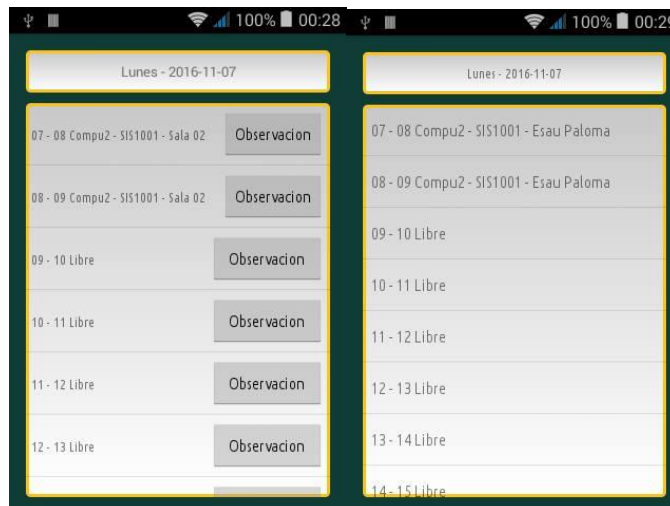 100% 00:28
Lunes - 2016-11-07
07 - 08 Compu2 - SIS1001 - Sala 02 Observacion
08 - 09 Compu2 - SIS1001 - Sala 02 Observacion
09 - 10 Libre Observacion
10 - 11 Libre Observacion
11 - 12 Libre Observacion
12 - 13 Libre Observacion
100% 00:29
Lunes - 2016-11-07
07 - 08 Compu2 - SIS1001 - Esau Paloma
08 - 09 Compu2 - SIS1001 - Esau Paloma
09 - 10 Libre
10 - 11 Libre
11 - 12 Libre
12 - 13 Libre
13 - 14 Libre
14 - 15 Libre